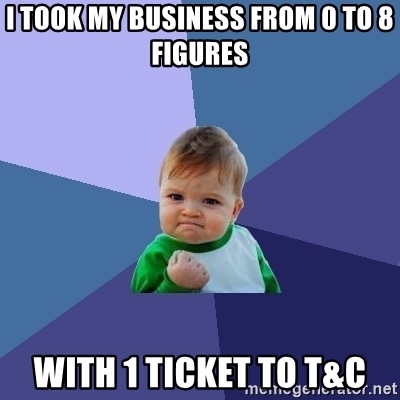 I TOOK MY BUSINESS FROM 0 TO 8
FIGURES
WITH 1 TICKET TO T&C
memegenerator.net